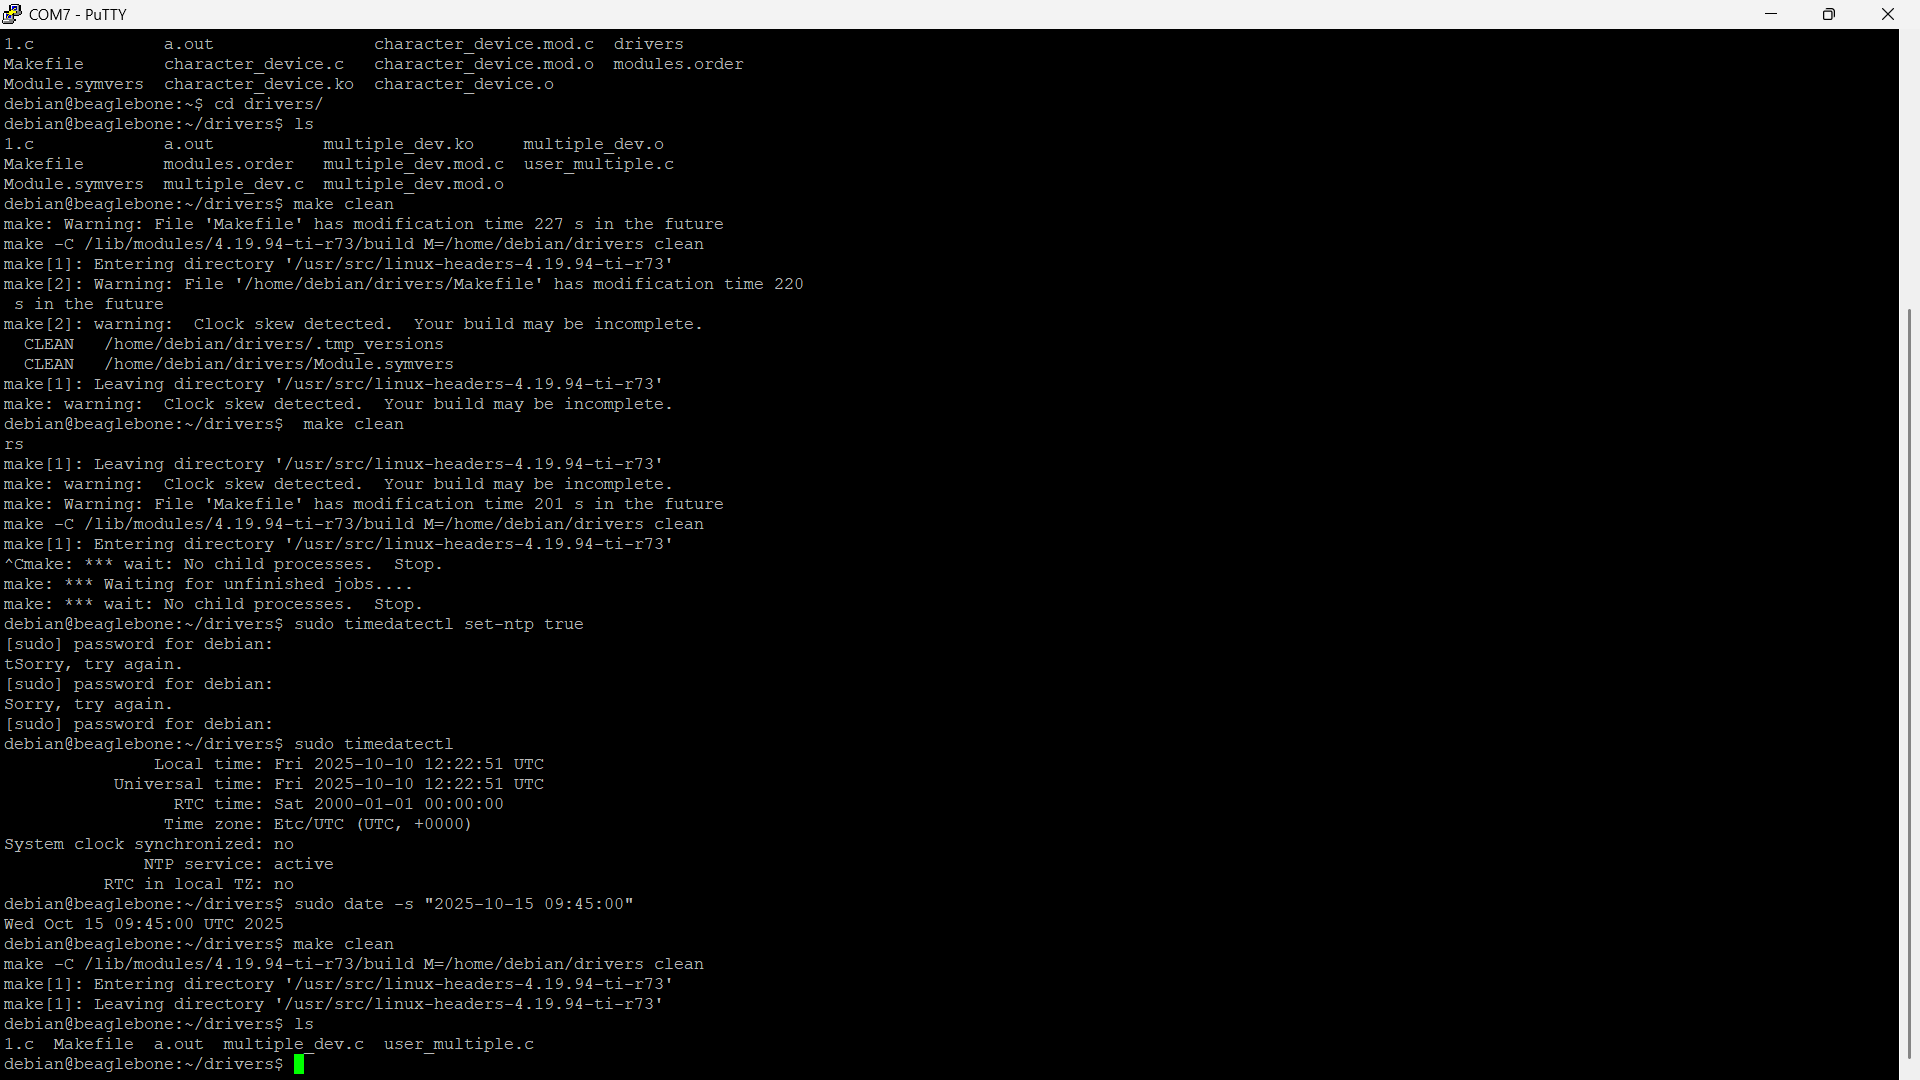 COM7 - PuTTY
1.c             a.out                character_device.mod.c  drivers
Makefile        character_device.c   character_device.mod.o  modules.order
Module.symvers  character_device.ko  character_device.o
debian@beaglebone:~$ cd drivers/
debian@beaglebone:~/drivers$ ls
1.c             a.out           multiple_dev.ko     multiple_dev.o
Makefile        modules.order   multiple_dev.mod.c  user_multiple.c
Module.symvers  multiple_dev.c  multiple_dev.mod.o
debian@beaglebone:~/drivers$ make clean
make: Warning: File 'Makefile' has modification time 227 s in the future
make -C /lib/modules/4.19.94-ti-r73/build M=/home/debian/drivers clean
make[1]: Entering directory '/usr/src/linux-headers-4.19.94-ti-r73'
make[2]: Warning: File '/home/debian/drivers/Makefile' has modification time 220
 s in the future
make[2]: warning:  Clock skew detected.  Your build may be incomplete.
  CLEAN   /home/debian/drivers/.tmp_versions
  CLEAN   /home/debian/drivers/Module.symvers
make[1]: Leaving directory '/usr/src/linux-headers-4.19.94-ti-r73'
make: warning:  Clock skew detected.  Your build may be incomplete.
debian@beaglebone:~/drivers$  make clean
rs
make[1]: Leaving directory '/usr/src/linux-headers-4.19.94-ti-r73'
make: warning:  Clock skew detected.  Your build may be incomplete.
make: Warning: File 'Makefile' has modification time 201 s in the future
make -C /lib/modules/4.19.94-ti-r73/build M=/home/debian/drivers clean
make[1]: Entering directory '/usr/src/linux-headers-4.19.94-ti-r73'
^Cmake: *** wait: No child processes.  Stop.
make: *** Waiting for unfinished jobs....
make: *** wait: No child processes.  Stop.
debian@beaglebone:~/drivers$ sudo timedatectl set-ntp true
[sudo] password for debian:
tSorry, try again.
[sudo] password for debian:
Sorry, try again.
[sudo] password for debian:
debian@beaglebone:~/drivers$ sudo timedatectl
               Local time: Fri 2025-10-10 12:22:51 UTC
           Universal time: Fri 2025-10-10 12:22:51 UTC
                 RTC time: Sat 2000-01-01 00:00:00
                Time zone: Etc/UTC (UTC, +0000)
System clock synchronized: no
              NTP service: active
          RTC in local TZ: no
debian@beaglebone:~/drivers$ sudo date -s "2025-10-15 09:45:00"
Wed Oct 15 09:45:00 UTC 2025
debian@beaglebone:~/drivers$ make clean
make -C /lib/modules/4.19.94-ti-r73/build M=/home/debian/drivers clean
make[1]: Entering directory '/usr/src/linux-headers-4.19.94-ti-r73'
make[1]: Leaving directory '/usr/src/linux-headers-4.19.94-ti-r73'
debian@beaglebone:~/drivers$ ls
1.c  Makefile  a.out  multiple_dev.c  user_multiple.c
debian@beaglebone:~/drivers$